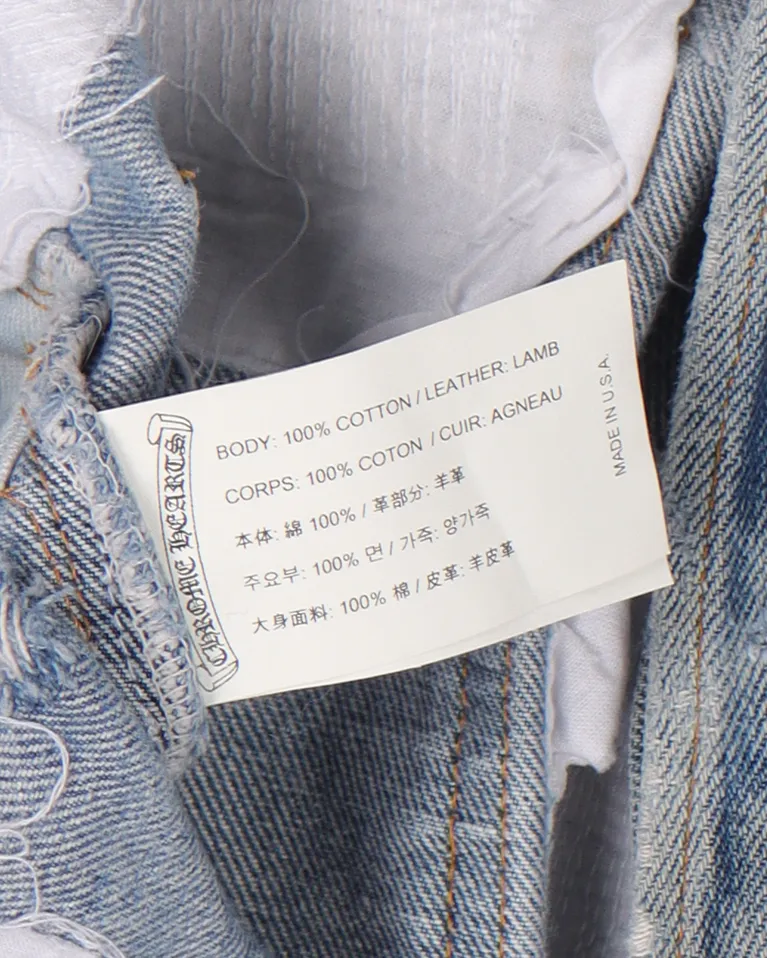 CHROME HEARTS
BODY: 100% COTTON / LEATHER: LAMB
CORPS: 100% COTON / CUIR: AGNEAU
本体: 綿 100% / 革部分: 羊革
주요부: 100% 면 / 가죽: 양가죽
大身面料: 100% 棉 / 皮革: 羊皮革
MADE IN U.S.A.